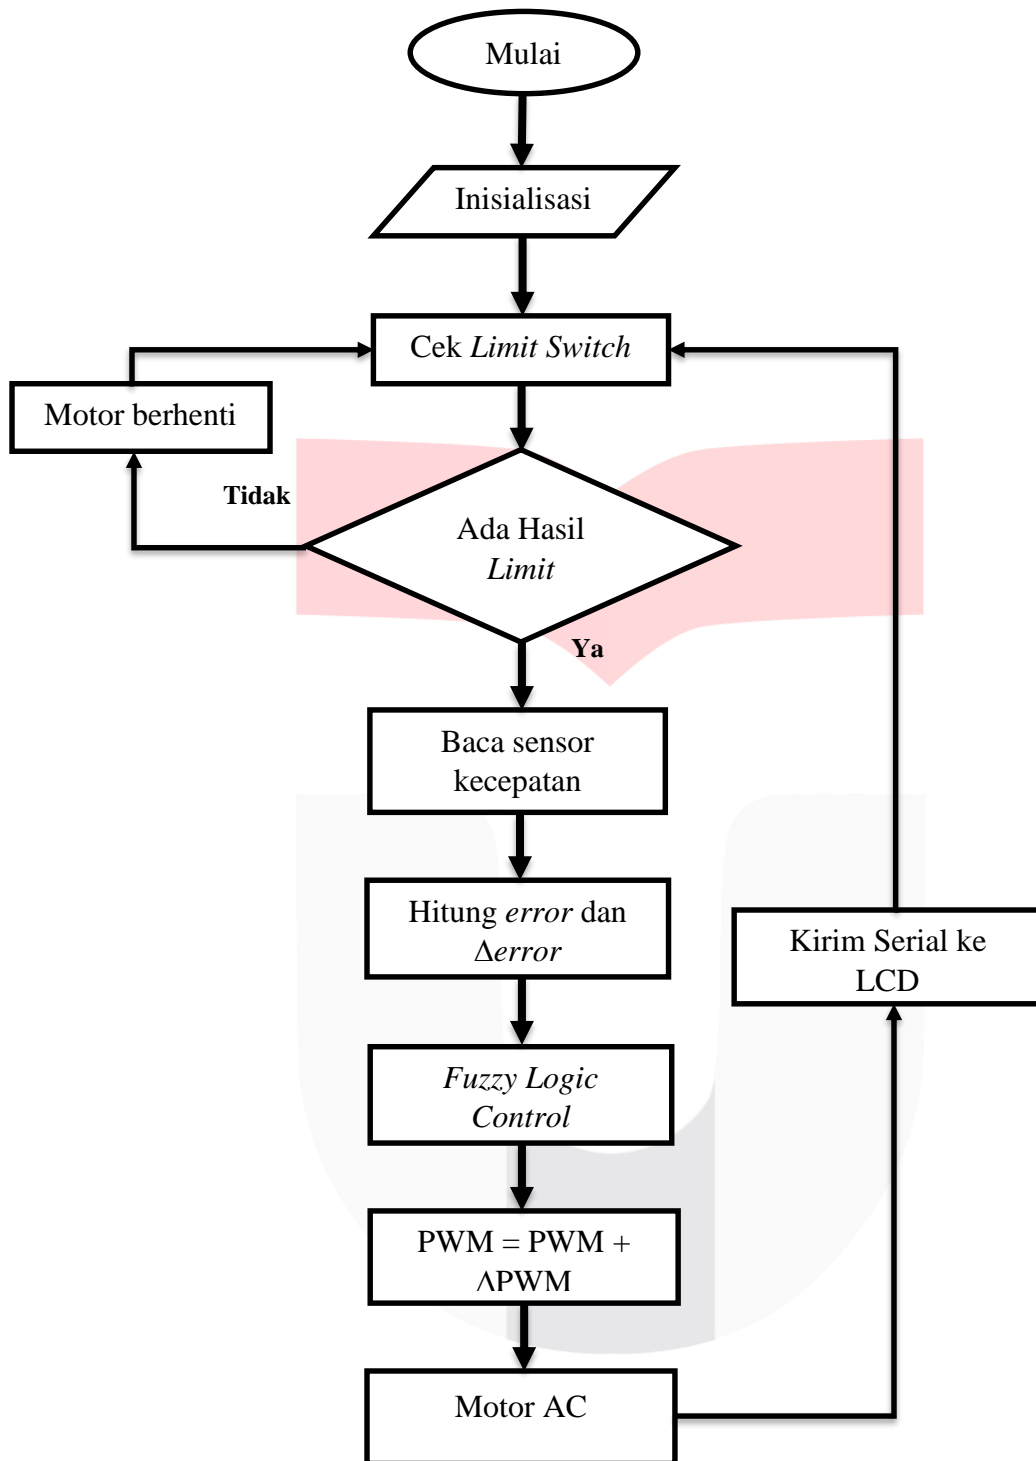 Mulai
Inisialisasi
Cek Limit Switch
Motor berhenti
Tidak
Ada Hasil
Limit
Ya
Baca sensor
kecepatan
Hitung error dan
Δerror
Kirim Serial ke
LCD
Fuzzy Logic
Control
PWM = PWM +
ΔPWM
Motor AC